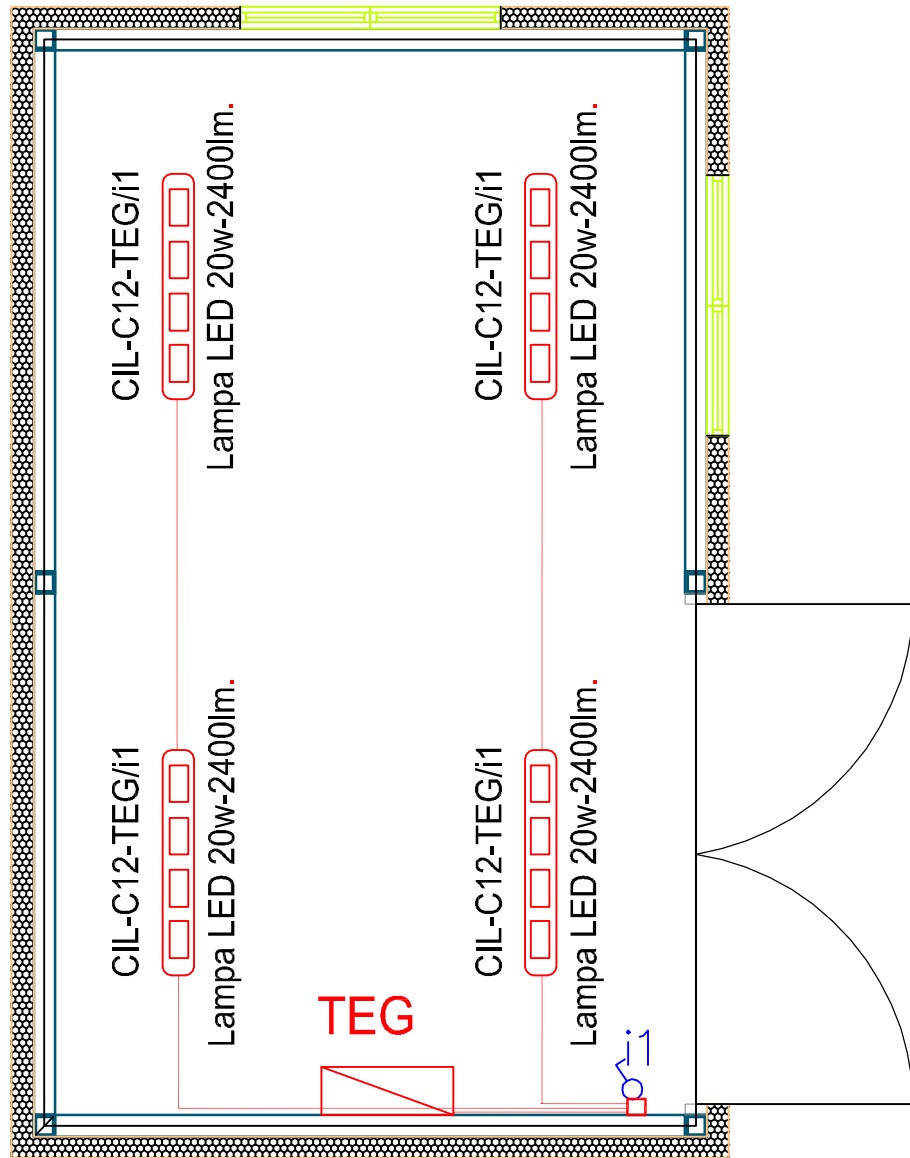 CIL-C12-TEG/i1
Lampa LED 20w-2400lm.
CIL-C12-TEG/i1
Lampa LED 20w-2400lm.
CIL-C12-TEG/i1
Lampa LED 20w-2400lm.
CIL-C12-TEG/i1
Lampa LED 20w-2400lm.
TEG
i1